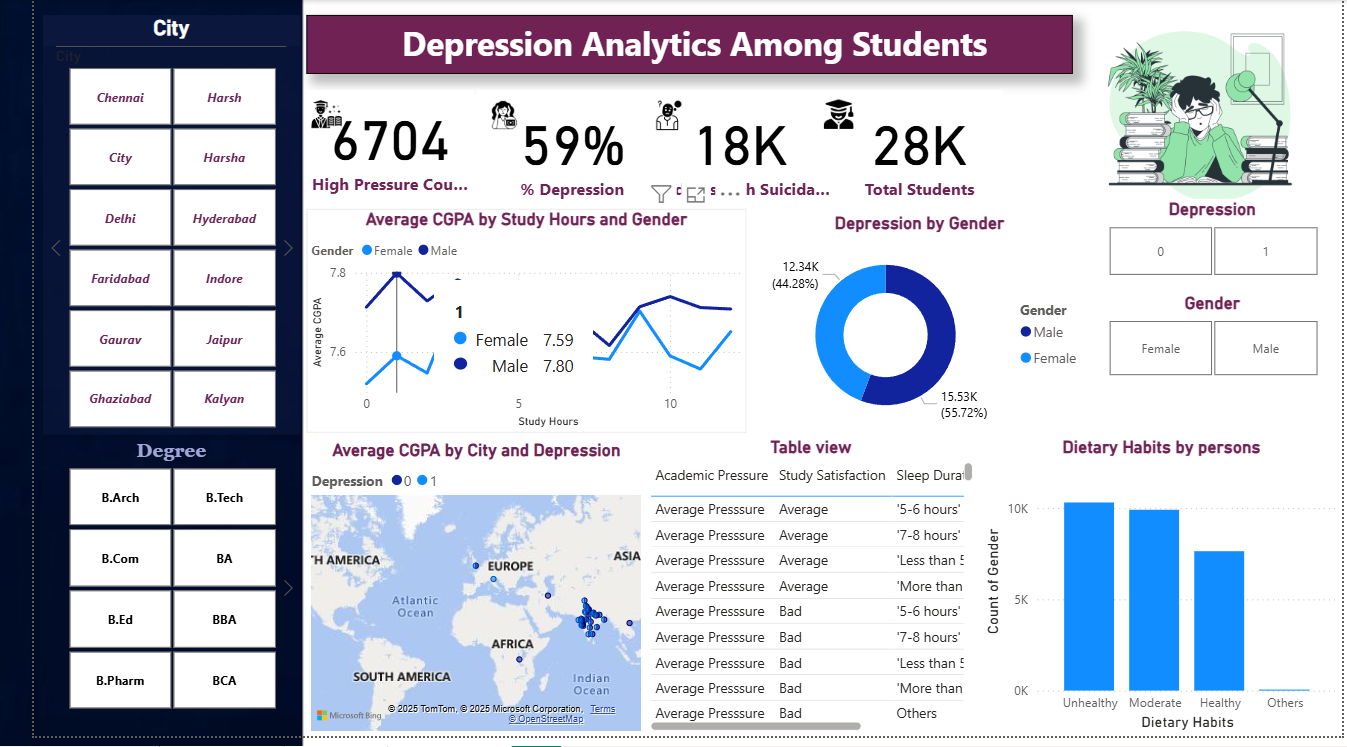 City
City
Chennai Harsh
City Harsha
Delhi Hyderabad
Faridabad Indore
Gaurav Jaipur
Ghaziabad Kalyan
Degree
B.Arch B.Tech
B.Com BA
B.Ed BBA
B.Pharm BCA
Depression Analytics Among Students
6704
High Pressure Cou...
59%
% Depression
18K
h Suicida...
28K
Total Students
Average CGPA by Study Hours and Gender
Gender Female Male
Average CGPA
7.8
7.6
1
Female 7.59
Male 7.80
0 5 10
Study Hours
Depression by Gender
12.34K
(44.28%)
15.53K
(55.72%)
Gender
Male
Female
Depression
0 1
Gender
Female Male
Average CGPA by City and Depression
Depression 0 1
TH AMERICA
EUROPE
ASIA
Atlantic
Ocean
AFRICA
SOUTH AMERICA
Indian
Ocean
Microsoft Bing
© 2025 TomTom, © 2025 Microsoft Corporation, Terms
© OpenStreetMap
Table view
Academic Pressure Study Satisfaction Sleep Durat
Average Presssure Average '5-6 hours'
Average Presssure Average '7-8 hours'
Average Presssure Average 'Less than 5
Average Presssure Average 'More than
Average Presssure Bad '5-6 hours'
Average Presssure Bad '7-8 hours'
Average Presssure Bad 'Less than 5
Average Presssure Bad 'More than
Average Presssure Bad Others
Dietary Habits by persons
Count of Gender
10K
5K
0K
Unhealthy Moderate Healthy Others
Dietary Habits